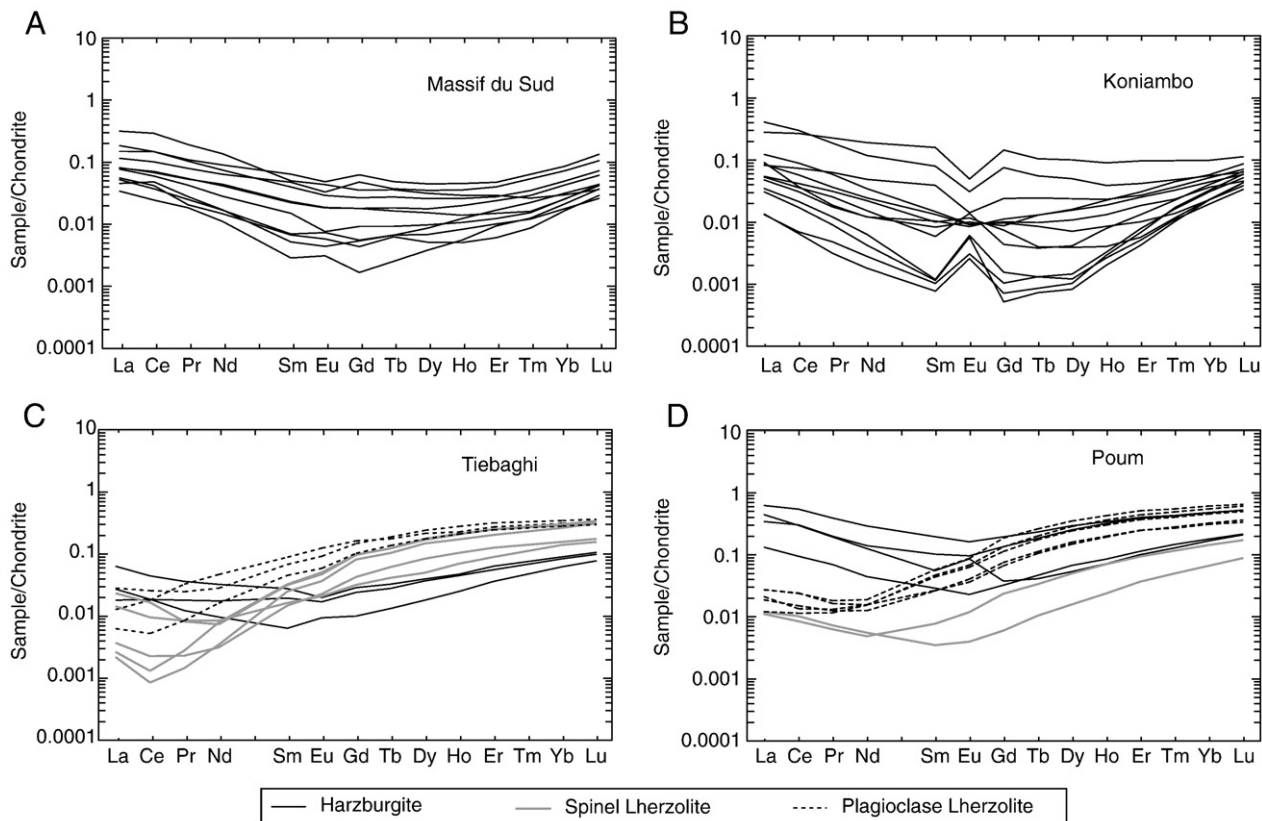 A
10
1
0.1
0.01
0.001
0.0001
Sample/Chondrite
Massif du Sud
La Ce Pr Nd Sm Eu Gd Tb Dy Ho Er Tm Yb Lu
B
10
1
0.1
0.01
0.001
0.0001
Sample/Chondrite
Koniambo
La Ce Pr Nd Sm Eu Gd Tb Dy Ho Er Tm Yb Lu
C
10
1
0.1
0.01
0.001
0.0001
Sample/Chondrite
Tiebaghi
La Ce Pr Nd Sm Eu Gd Tb Dy Ho Er Tm Yb Lu
D
10
1
0.1
0.01
0.001
0.0001
Sample/Chondrite
Poum
La Ce Pr Nd Sm Eu Gd Tb Dy Ho Er Tm Yb Lu
Harzburgite Spinel Lherzolite Plagioclase Lherzolite